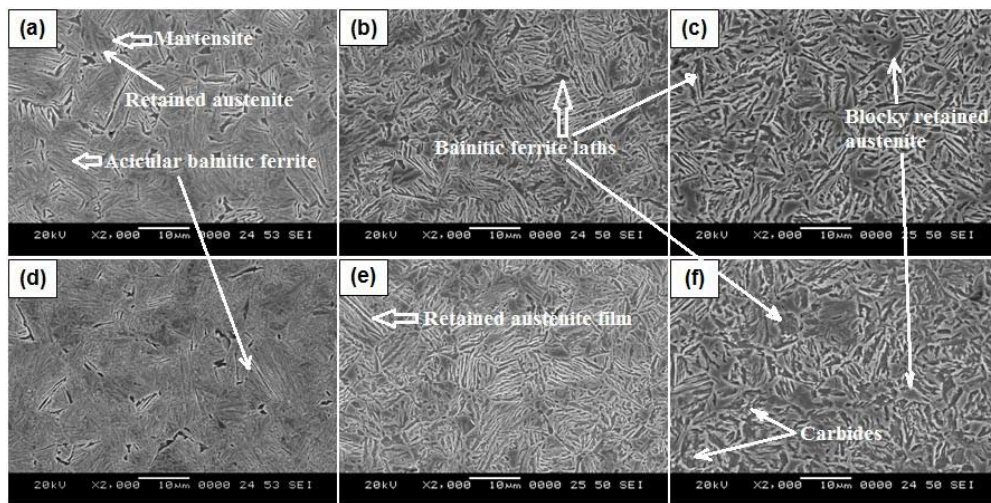 (a)
Martensite
Retained austenite
Acicular bainitic ferrite
20kV X2,000 10μm 0000 24 53 SEI
(b)
Bainitic ferrite laths
20kV X2,000 10μm 0000 24 50 SEI
(c)
Blocky retained
austenite
20kV X2,000 10μm 0000 25 50 SEI
(d)
20kV X2,000 10μm 0000 24 53 SEI
(e)
Retained austenite film
20kV X2,000 10μm 0000 24 50 SEI
(f)
Carbides
20kV X2,000 10μm 0000 24 50 SEI